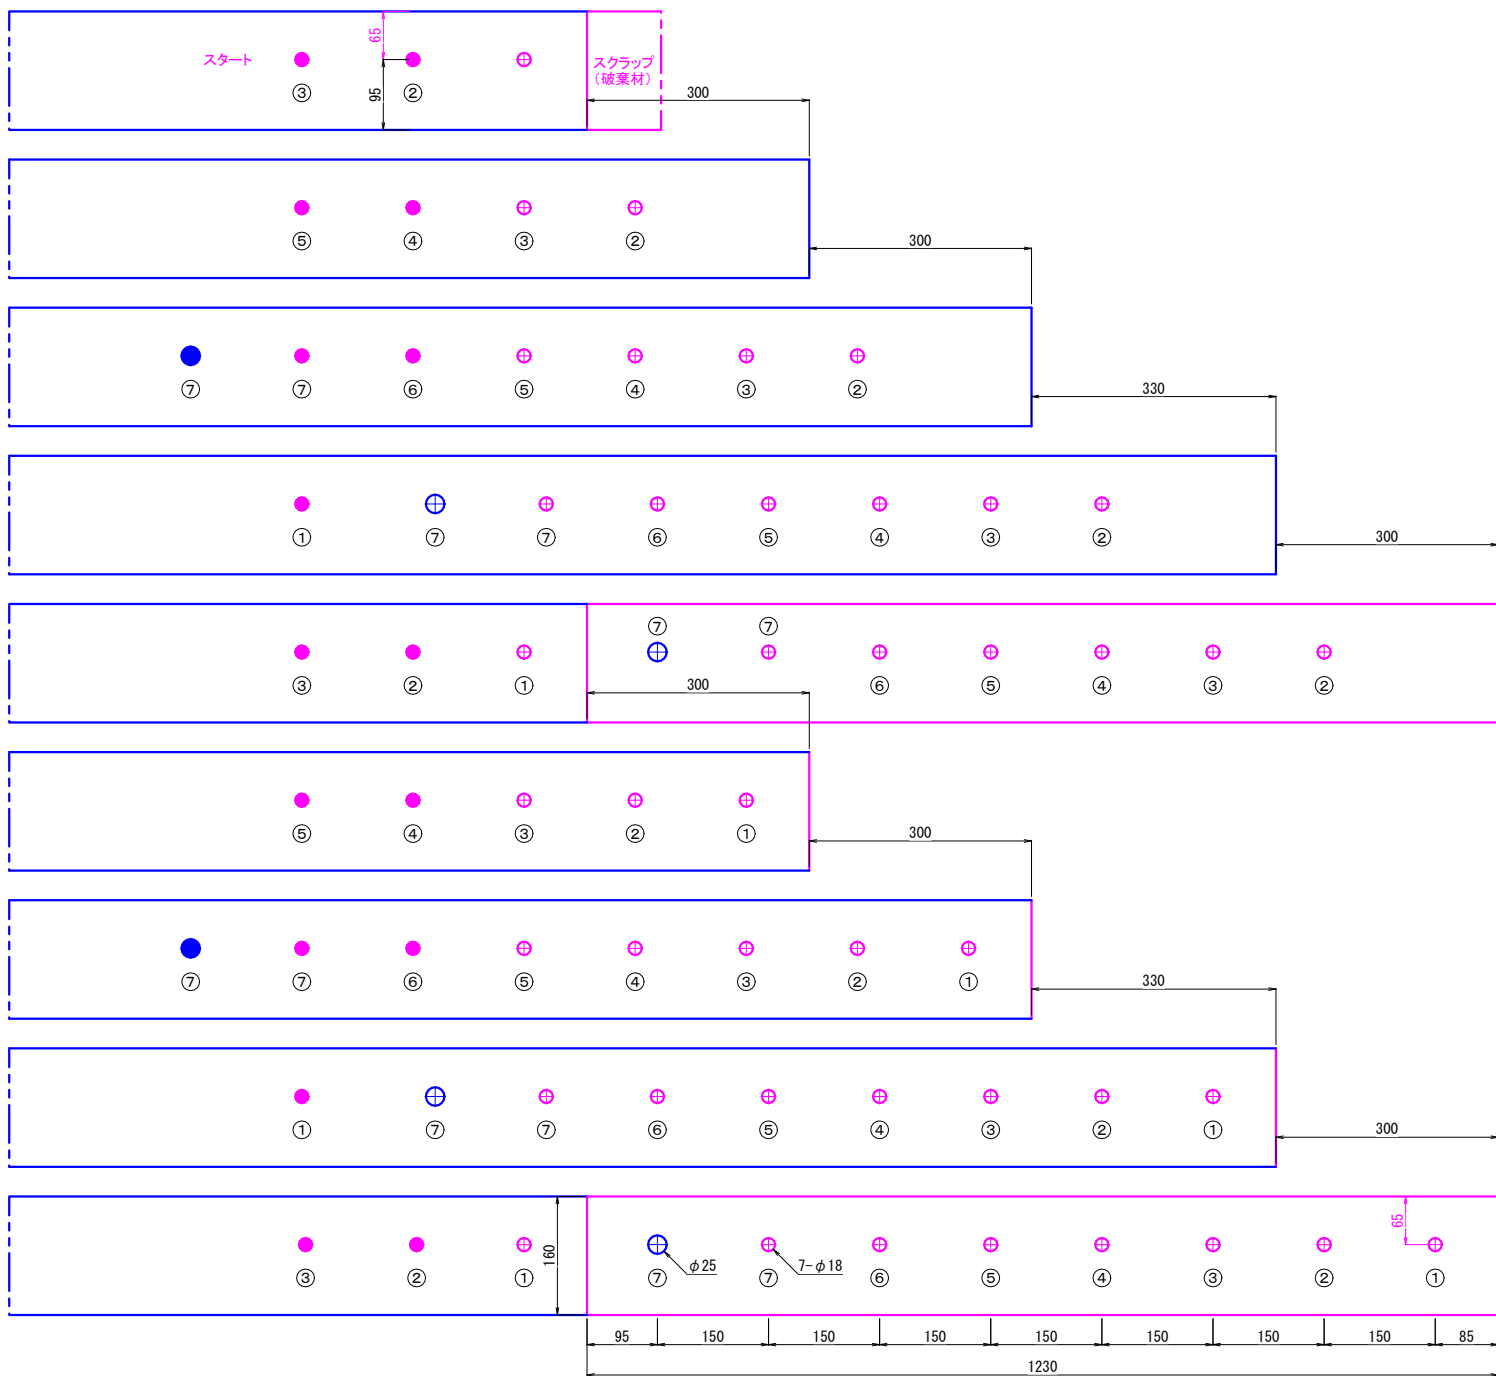 65
スタート
スクラップ
(破棄材)
③ ② 95 300
⑤ ④ ③ ② 300
⑦ ⑦ ⑥ ⑤ ④ ③ ② 330
① ⑦ ⑦ ⑥ ⑤ ④ ③ ② 300
⑦ ⑦
③ ② ① 300 ⑥ ⑤ ④ ③ ②
⑤ ④ ③ ② ① 300
⑦ ⑦ ⑥ ⑤ ④ ③ ② ① 330
① ⑦ ⑦ ⑥ ⑤ ④ ③ ② ① 300
65
160 φ25 7-φ18
③ ② ① ⑦ ⑦ ⑥ ⑤ ④ ③ ② ①
95 150 150 150 150 150 150 150 85
1230